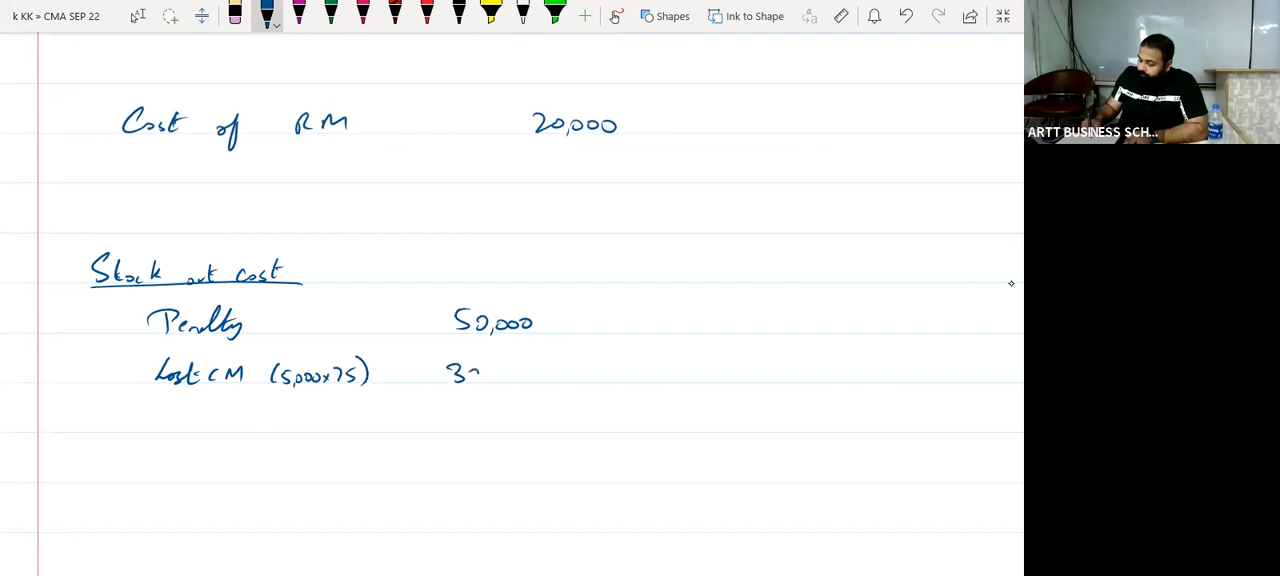 k KK » CMA SEP 22
Shapes
Ink to Shape
Cost of RM 20,000
ARTT BUSINESS SCH...
Stock out cost
Penalty 50,000
Lost CM (5,000x75) 3